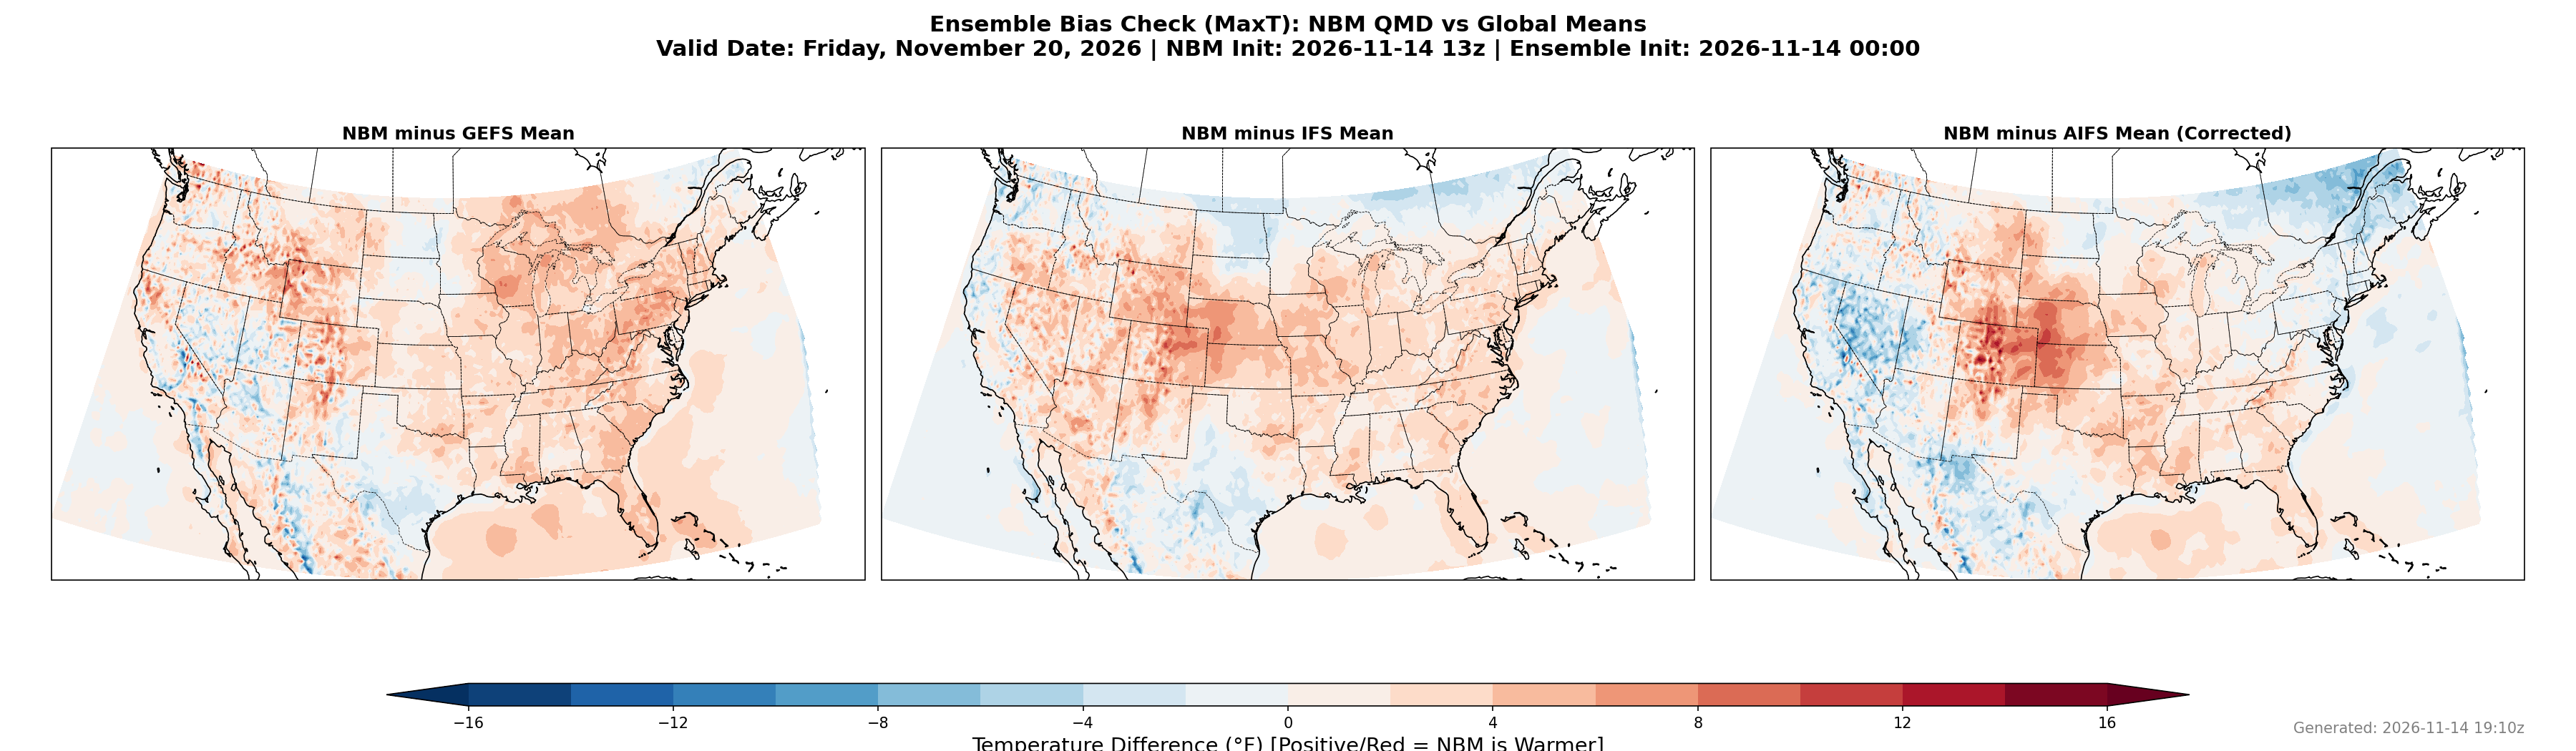 Ensemble Bias Check (MaxT): NBM QMD vs Global Means
Valid Date: Friday, November 20, 2026 | NBM Init: 2026-11-14 13z | Ensemble Init: 2026-11-14 00:00
NBM minus GEFS Mean
NBM minus IFS Mean
NBM minus AIFS Mean (Corrected)
−16 −12 −8 −4 0 4 8 12 16
Temperature Difference (°F) [Positive/Red = NBM is Warmer]
Generated: 2026-11-14 19:10z